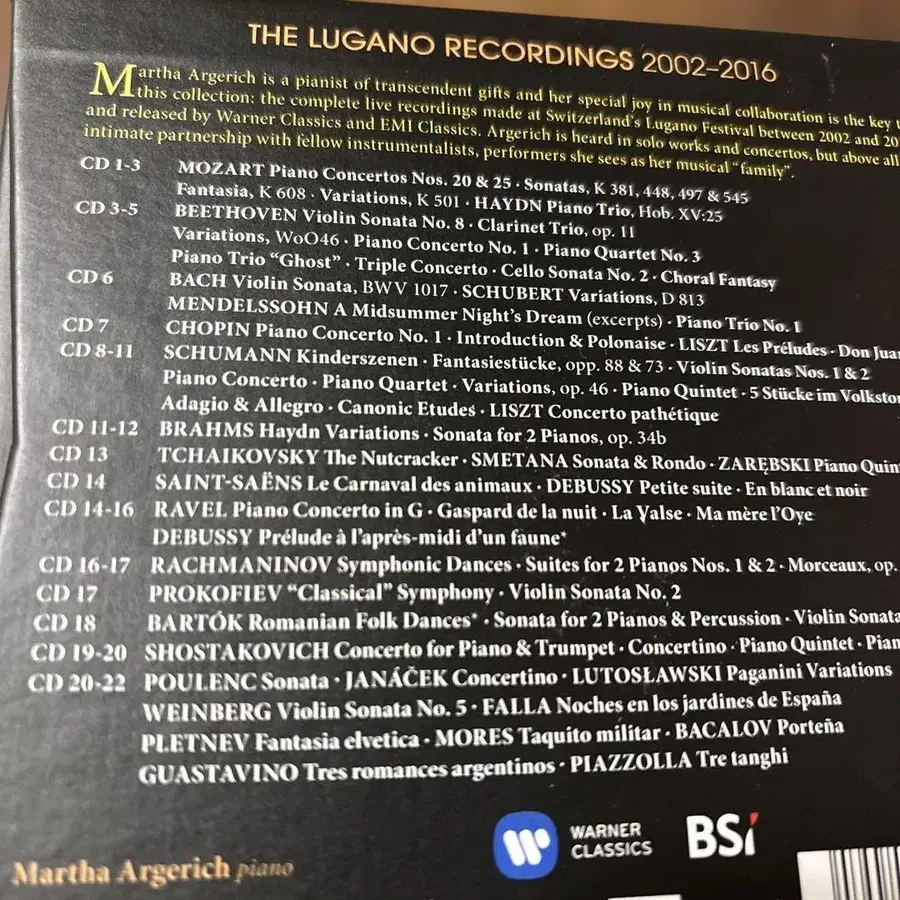 THE LUGANO RECORDINGS 2002–2016
Martha Argerich is a pianist of transcendent gifts and her special joy in musical collaboration is the key t
this collection: the complete live recordings made at Switzerland's Lugano Festival between 2002 and 20
and released by Warner Classics and EMI Classics. Argerich is heard in solo works and concertos, but above all
intimate partnership with fellow instrumentalists, performers she sees as her musical "family".
CD 1-3 MOZART Piano Concertos Nos. 20 & 25 · Sonatas, K 381, 448, 497 & 545
Fantasia, K 608 · Variations, K 501 · HAYDN Piano Trio, Hob. XV:25
CD 3-5 BEETHOVEN Violin Sonata No. 8 · Clarinet Trio, op. 11
Variations, WoO46 · Piano Concerto No. 1 · Piano Quartet No. 3
Piano Trio "Ghost" · Triple Concerto · Cello Sonata No. 2 · Choral Fantasy
CD 6 BACH Violin Sonata, BWV 1017 · SCHUBERT Variations, D 813
MENDELSSOHN A Midsummer Night's Dream (excerpts) · Piano Trio No. 1
CD 7 CHOPIN Piano Concerto No. 1 · Introduction & Polonaise · LISZT Les Préludes · Don Juan
CD 8-11 SCHUMANN Kinderszenen · Fantasiestücke, opp. 88 & 73 · Violin Sonatas Nos. 1 & 2
Piano Concerto · Piano Quartet · Variations, op. 46 · Piano Quintet · 5 Stücke im Volkston
Adagio & Allegro · Canonic Etudes · LISZT Concerto pathétique
CD 11-12 BRAHMS Haydn Variations · Sonata for 2 Pianos, op. 34b
CD 13 TCHAIKOVSKY The Nutcracker · SMETANA Sonata & Rondo · ZARĘBSKI Piano Quin
CD 14 SAINT-SAËNS Le Carnaval des animaux · DEBUSSY Petite suite · En blanc et noir
CD 14-16 RAVEL Piano Concerto in G · Gaspard de la nuit · La Valse · Ma mère l'Oye
DEBUSSY Prélude à l'après-midi d'un faune*
CD 16-17 RACHMANINOV Symphonic Dances · Suites for 2 Pianos Nos. 1 & 2 · Morceaux, op.
CD 17 PROKOFIEV "Classical" Symphony · Violin Sonata No. 2
CD 18 BARTÓK Romanian Folk Dances* · Sonata for 2 Pianos & Percussion · Violin Sonata
CD 19-20 SHOSTAKOVICH Concerto for Piano & Trumpet · Concertino · Piano Quintet · Pian
CD 20-22 POULENC Sonata · JANÁČEK Concertino · LUTOSŁAWSKI Paganini Variations
WEINBERG Violin Sonata No. 5 · FALLA Noches en los jardines de España
PLETNEV Fantasia elvetica · MORES Taquito militar · BACALOV Porteña
GUASTAVINO Tres romances argentinos · PIAZZOLLA Tre tanghi
WARNER
CLASSICS
BSi
Martha Argerich piano